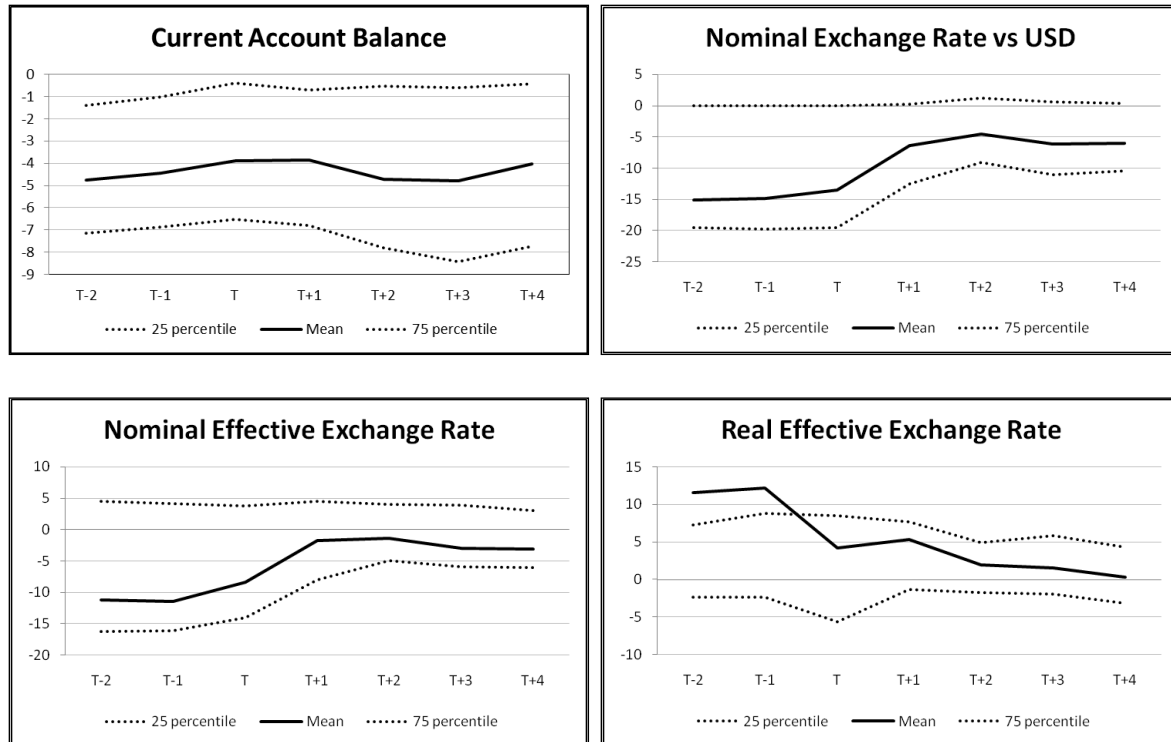 Current Account Balance
0
-1
-2
-3
-4
-5
-6
-7
-8
-9
T-2 T-1 T T+1 T+2 T+3 T+4
25 percentile Mean 75 percentile
Nominal Exchange Rate vs USD
5
0
-5
-10
-15
-20
-25
T-2 T-1 T T+1 T+2 T+3 T+4
25 percentile Mean 75 percentile
Nominal Effective Exchange Rate
10
5
0
-5
-10
-15
-20
T-2 T-1 T T+1 T+2 T+3 T+4
25 percentile Mean 75 percentile
Real Effective Exchange Rate
15
10
5
0
-5
-10
T-2 T-1 T T+1 T+2 T+3 T+4
25 percentile Mean 75 percentile